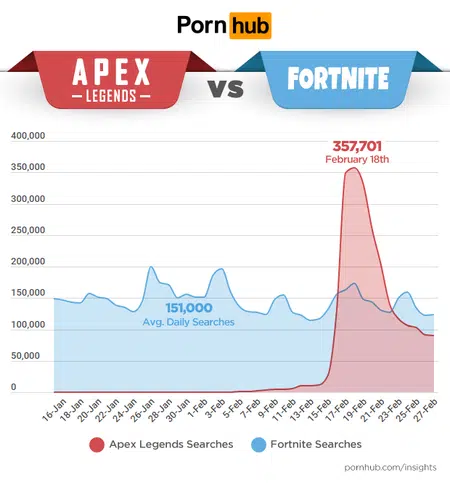 Porn hub
APEX
LEGENDS
vs
FORTNITE
400,000
350,000
300,000
250,000
200,000
150,000
100,000
50,000
0
357,701
February 18th
151,000
Avg. Daily Searches
16-Jan
18-Jan
20-Jan
22-Jan
24-Jan
26-Jan
28-Jan
30-Jan
1-Feb
3-Feb
5-Feb
7-Feb
9-Feb
11-Feb
13-Feb
15-Feb
17-Feb
19-Feb
21-Feb
23-Feb
25-Feb
27-Feb
Apex Legends Searches
Fortnite Searches
pornhub.com/insights